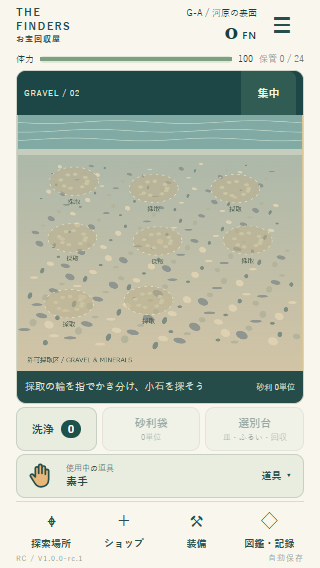 THE
FINDERS
お宝回収屋
G-A / 河原の表面
0 FN
体力
100 保管 0 / 24
GRAVEL / 02
集中
採取
採取
採取
採取
採取
採取
採取
採取
許可採取区 / GRAVEL & MINERALS
採取の輪を指でかき分け、小石を探そう
砂利 0単位
洗浄 0
砂利袋
0単位
選別台
皿・ふるい・回収
使用中の道具
素手
道具
探索場所
ショップ
装備
図鑑・記録
RC / V1.0.0-rc.1
自動保存